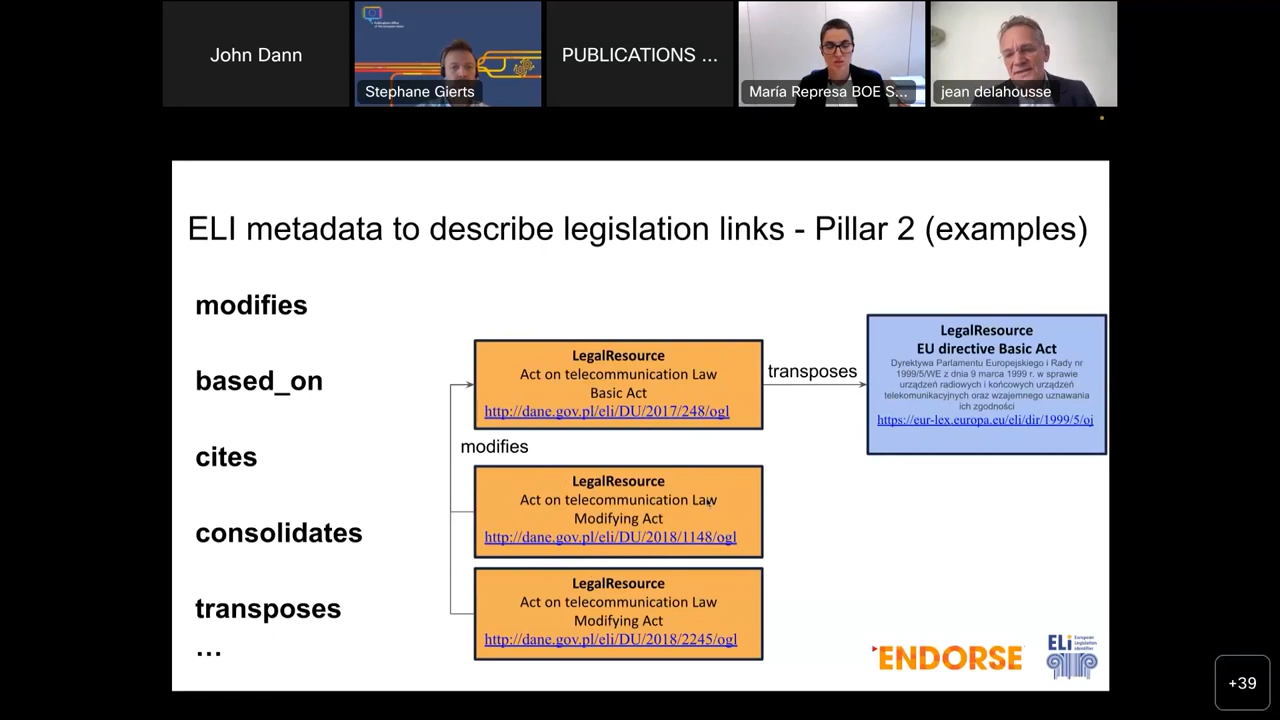 John Dann
Stephane Gierts
PUBLICATIONS ...
María Represa BOE S...
jean delahousse
ELI metadata to describe legislation links - Pillar 2 (examples)
modifies
based_on
cites
consolidates
transposes
...
LegalResource
Act on telecommunication Law
Basic Act
http://dane.gov.pl/eli/DU/2017/248/ogl
modifies
LegalResource
Act on telecommunication Law
Modifying Act
http://dane.gov.pl/eli/DU/2018/1148/ogl
LegalResource
Act on telecommunication Law
Modifying Act
http://dane.gov.pl/eli/DU/2018/2245/ogl
transposes
LegalResource
EU directive Basic Act
Dyrektywa Parlamentu Europejskiego i Rady nr
1999/5/WE z dnia 9 marca 1999 r. w sprawie
urządzeń radiowych i końcowych urządzeń
telekomunikacyjnych oraz wzajemnego uznawania
ich zgodności
https://eur-lex.europa.eu/eli/dir/1999/5/oj
ENDORSE
ELi
European
Legislation
Identifier
+39